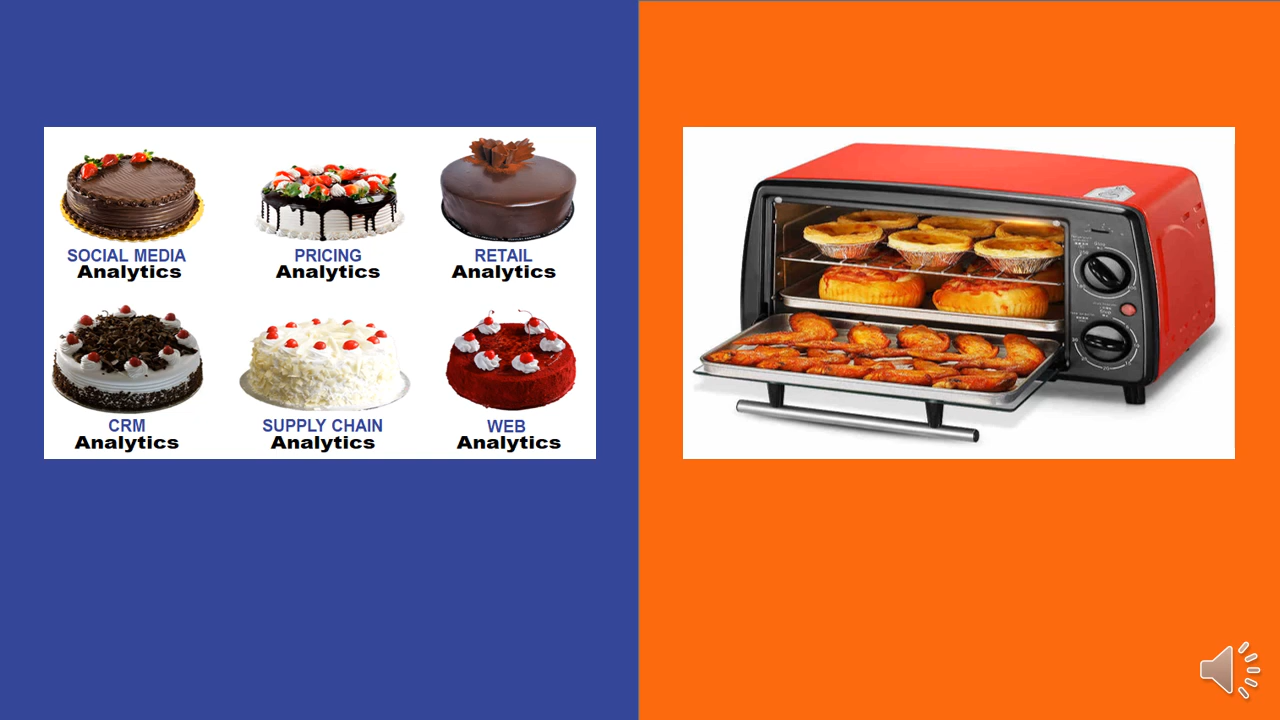 SOCIAL MEDIA
Analytics
PRICING
Analytics
RETAIL
Analytics
CRM
Analytics
SUPPLY CHAIN
Analytics
WEB
Analytics